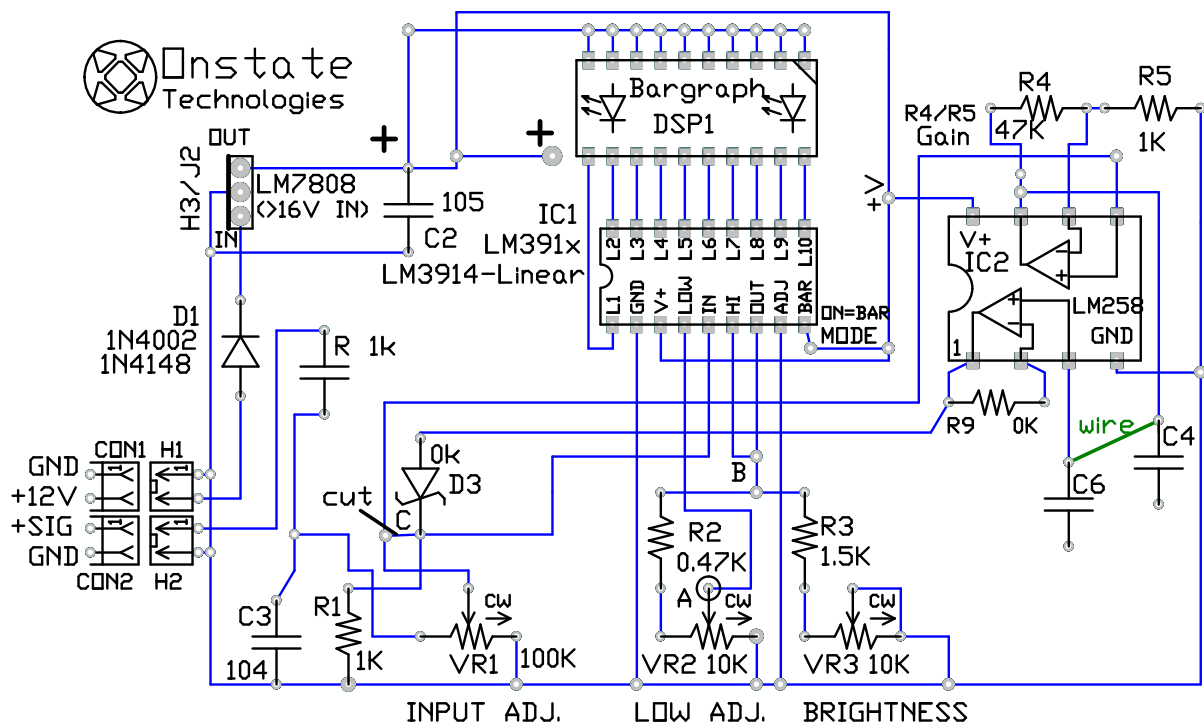 Onstate
Technologies
OUT
H3/J2
LM7808
(>16V IN)
IN
+
105
C2
+
Bargraph
DSP1
IC1
LM391x
LM3914-Linear
L2
L3
L4
L5
L6
L7
L8
L9
L10
L1
GND
V+
LOW
IN
HI
OUT
ADJ
BAR
ON=BAR
MODE
+V
R4
47K
R5
1K
R4/R5
Gain
V+
IC2
LM258
GND
1
+
-
+
-
R9
0K
wire
C4
C6
D1
1N4002
1N4148
R 1k
CON1
H1
GND
+12V
+SIG
GND
1
1
1
1
CON2
H2
0k
D3
cut
C
C3
104
R1
1K
CW
VR1
100K
INPUT ADJ.
B
R2
0.47K
A
CW
VR2
10K
LOW ADJ.
R3
1.5K
CW
VR3
10K
BRIGHTNESS